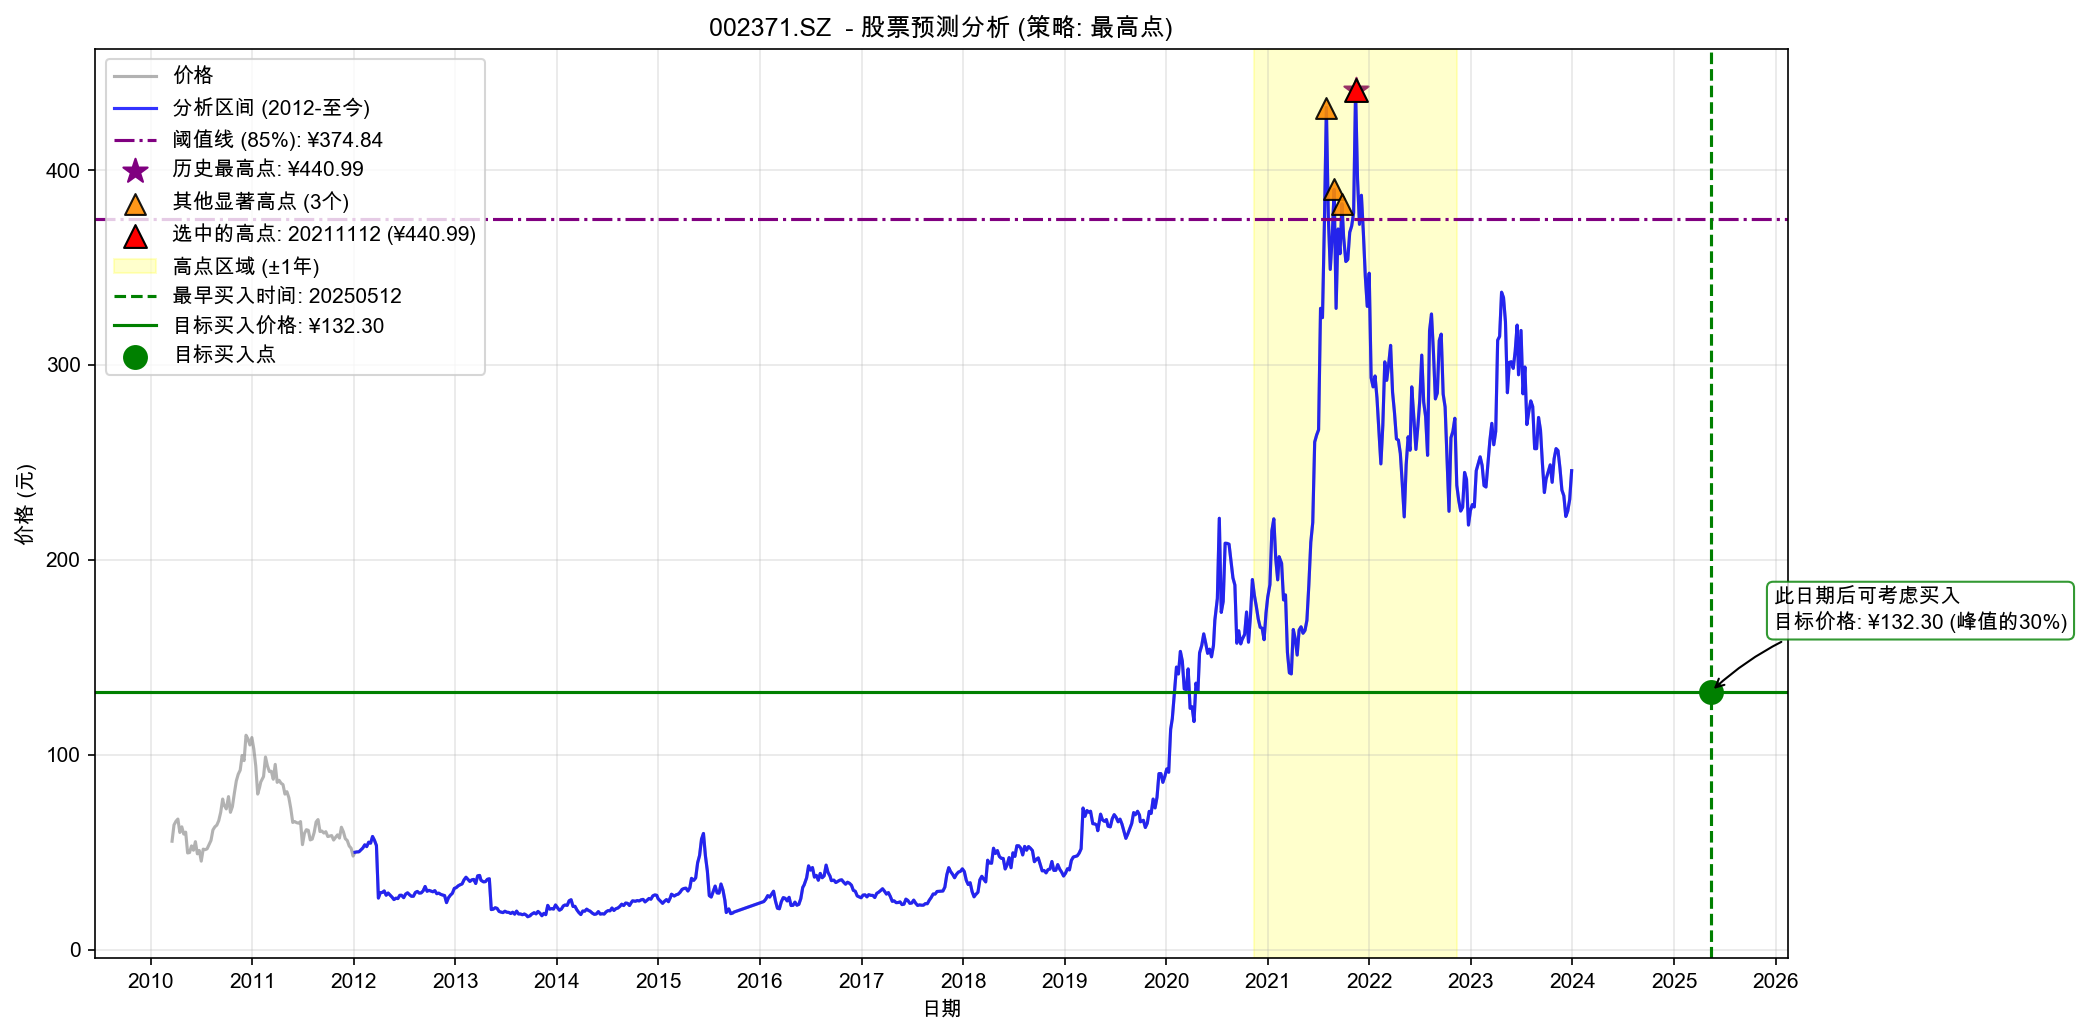 002371.SZ  - 股票预测分析 (策略: 最高点)
价格
分析区间 (2012-至今)
阈值线 (85%): ¥374.84
历史最高点: ¥440.99
其他显著高点 (3个)
选中的高点: 20211112 (¥440.99)
高点区域 (±1年)
最早买入时间: 20250512
目标买入价格: ¥132.30
目标买入点
400
300
200
100
0
价格 (元)
此日期后可考虑买入
目标价格: ¥132.30 (峰值的30%)
2010 2011 2012 2013 2014 2015 2016 2017 2018 2019 2020 2021 2022 2023 2024 2025 2026
日期